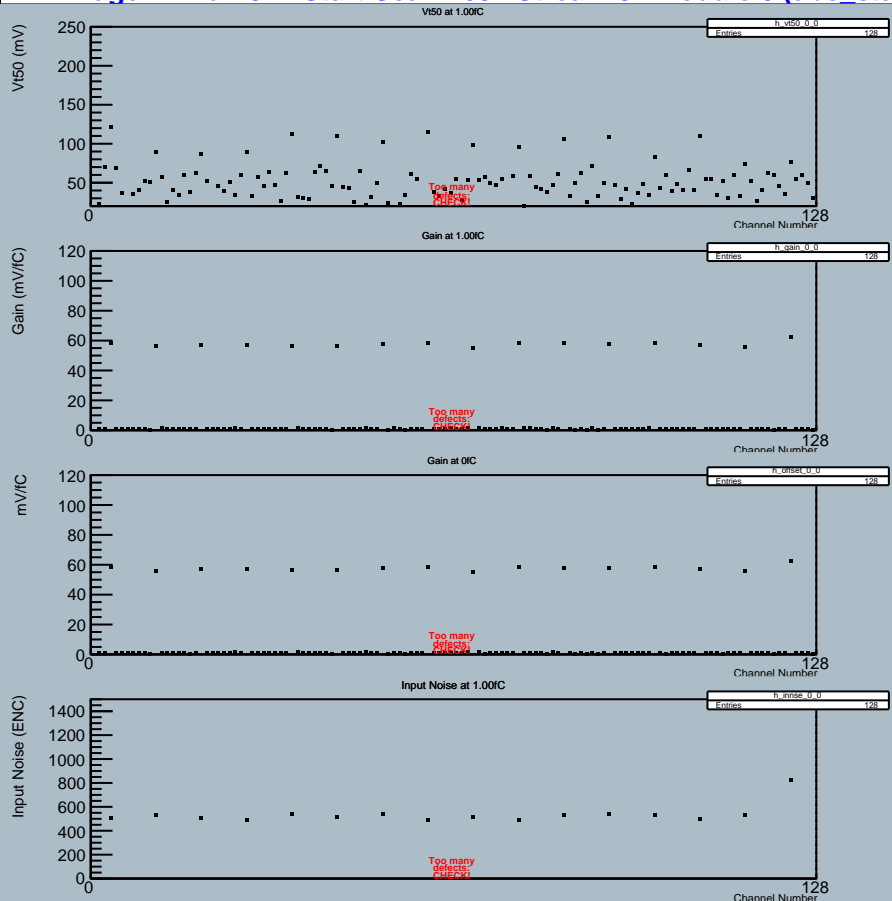 Vt50 at 1.00fC
h_vt50_0_0
Entries 128
Vt50 (mV)
250
200
150
100
50
Too many
defects:
CHECK!
0
128
Channel Number
Gain at 1.00fC
h_gain_0_0
Entries 128
Gain (mV/fC)
120
100
80
60
40
20
0
Too many
defects:
CHECK!
0
128
Channel Number
Gain at 0fC
h_offset_0_0
Entries 128
mV/fC
120
100
80
60
40
20
0
Too many
defects:
CHECK!
0
128
Channel Number
Input Noise at 1.00fC
h_innse_0_0
Entries 128
Input Noise (ENC)
1400
1200
1000
800
600
400
200
0
Too many
defects:
CHECK!
0
128
Channel Number